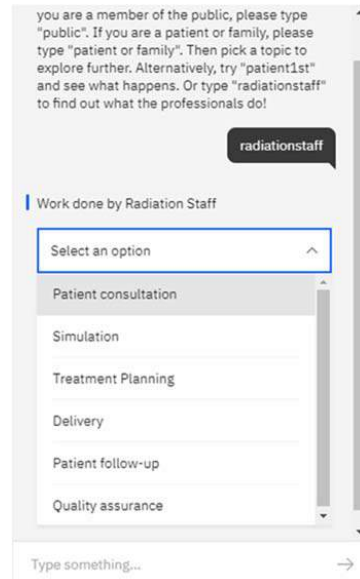 you are a member of the public, please type
"public". If you are a patient or family, please
type "patient or family". Then pick a topic to
explore further. Alternatively, try "patient1st"
and see what happens. Or type "radiationstaff"
to find out what the professionals do!
radiationstaff
Work done by Radiation Staff
Select an option
Patient consultation
Simulation
Treatment Planning
Delivery
Patient follow-up
Quality assurance
Type something...